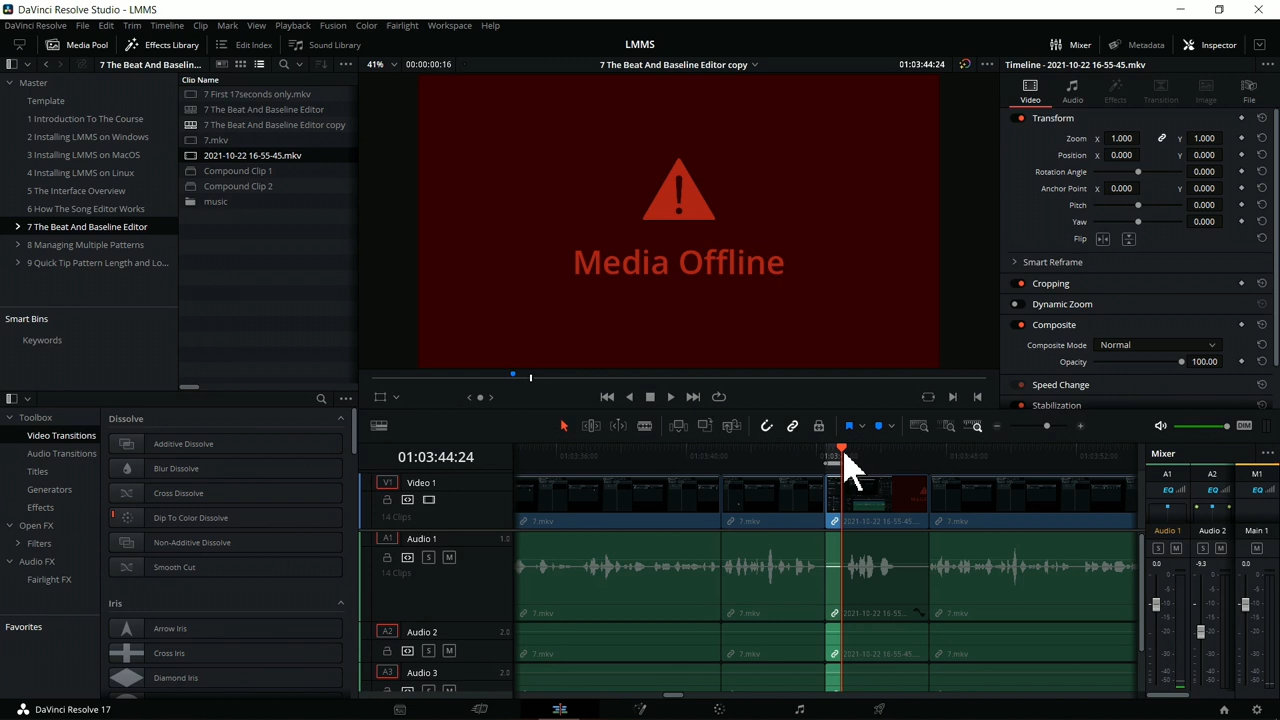 DaVinci Resolve Studio - LMMS
DaVinci Resolve File Edit Trim Timeline Clip Mark View Playback Fusion Color Fairlight Workspace Help
Media Pool Effects Library Edit Index Sound Library LMMS Mixer Metadata Inspector
7 The Beat And Baselin... 41% 00:00:00:16 7 The Beat And Baseline Editor copy 01:03:44:24 Timeline - 2021-10-22 16-55-45.mkv
Master
Template
1 Introduction To The Course
2 Installing LMMS on Windows
3 Installing LMMS on MacOS
4 Installing LMMS on Linux
5 The Interface Overview
6 How The Song Editor Works
7 The Beat And Baseline Editor
8 Managing Multiple Patterns
9 Quick Tip Pattern Length and Lo...
Smart Bins
Keywords
Clip Name
7 First 17seconds only.mkv
7 The Beat And Baseline Editor
7 The Beat And Baseline Editor copy
7.mkv
2021-10-22 16-55-45.mkv
Compound Clip 1
Compound Clip 2
music
Media Offline
Video Audio Effects Transition Image File
Transform
Zoom X 1.000 Y 1.000
Position X 0.000 Y 0.000
Rotation Angle 0.000
Anchor Point X 0.000 Y 0.000
Pitch 0.000
Yaw 0.000
Flip
Smart Reframe
Cropping
Dynamic Zoom
Composite
Composite Mode Normal
Opacity 100.00
Speed Change
Stabilization
Toolbox
Video Transitions
Audio Transitions
Titles
Generators
Effects
Open FX
Filters
Audio FX
Fairlight FX
Favorites
Dissolve
Additive Dissolve
Blur Dissolve
Cross Dissolve
Dip To Color Dissolve
Non-Additive Dissolve
Smooth Cut
Iris
Arrow Iris
Cross Iris
Diamond Iris
DIM
01:03:44:24
01:03:36:00 01:03:40:00 01:03: 01:03:48:00 01:03:52:00
V1 Video 1
14 Clips
7.mkv 7.mkv 2021-10-22 16-55-45.... 7.mkv
A1 Audio 1 1.0
S M
14 Clips
7.mkv 7.mkv 2021-10-22 16-55... 7.mkv
A2 Audio 2 2.0
S M
7.mkv 7.mkv 2021-10-22 16-55-45.... 7.mkv
A3 Audio 3 2.0
S M
Mixer
A1 A2 M1
EQ EQ EQ
Audio 1 Audio 2 Main 1
S M S M M
0.0 -9.3 0.0
DaVinci Resolve 17